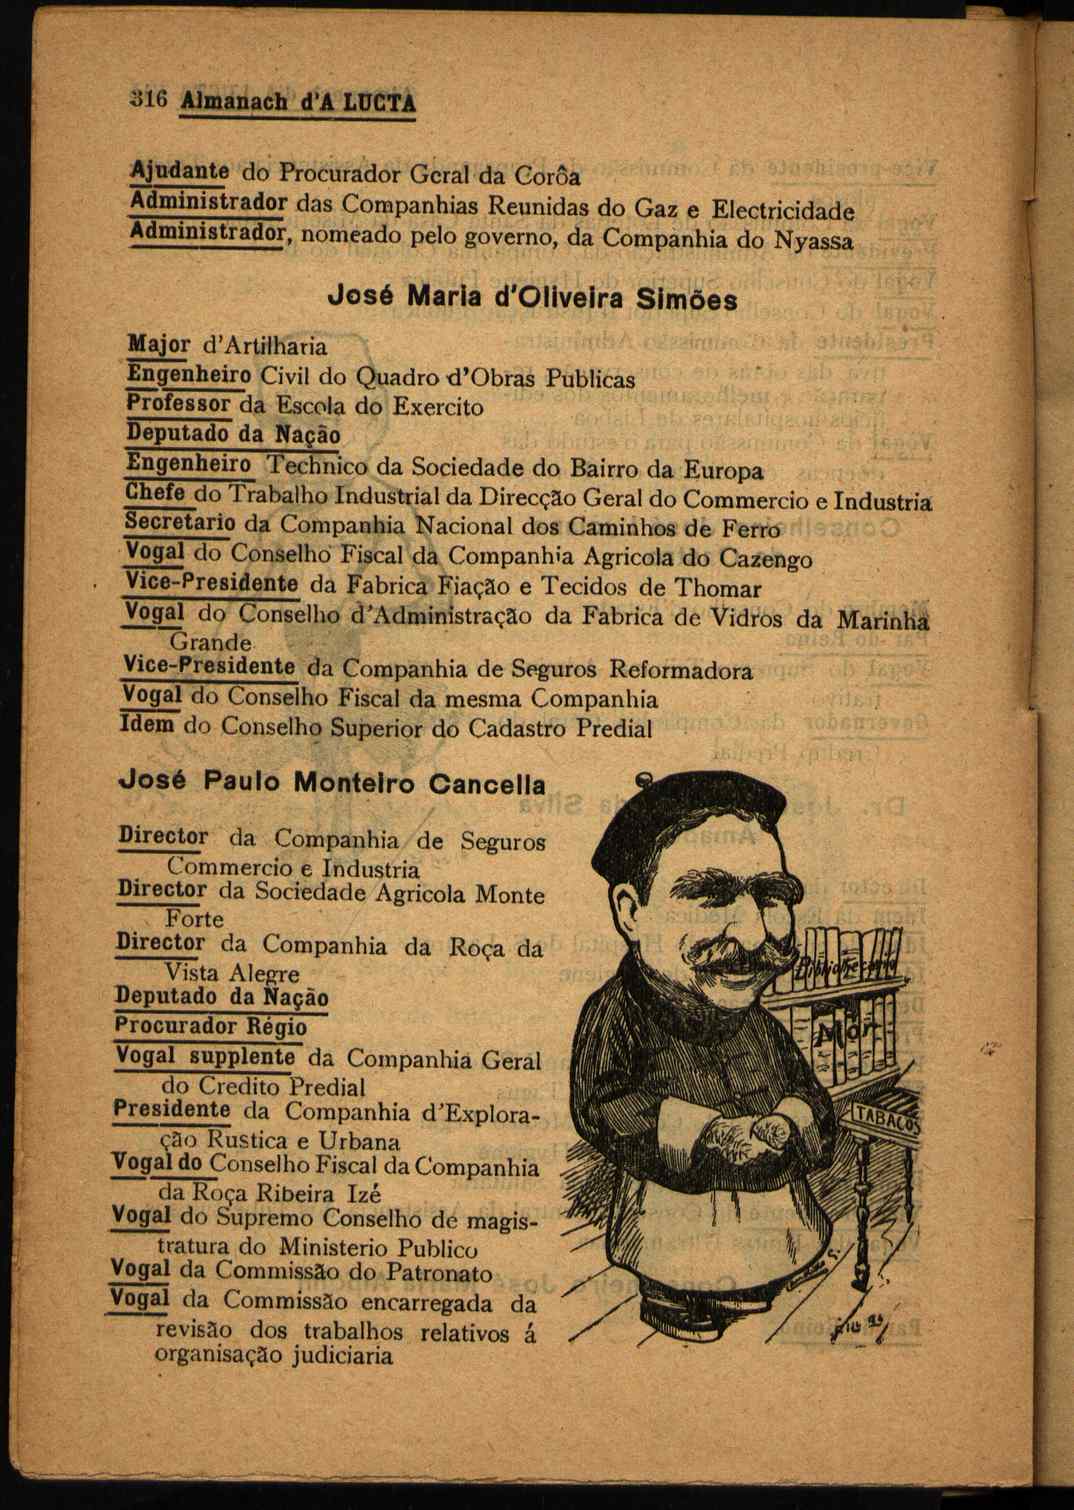 316 Almanach d'A LUCTA
Ajudante do Procurador Geral da Corôa
Administrador das Companhias Reunidas do Gaz e Electricidade
Administrador, nomeado pelo governo, da Companhia do Nyassa
José Maria d'Oliveira Simões
Major d'Artilharia
Engenheiro Civil do Quadro d'Obras Publicas
Professor da Escola do Exercito
Deputado da Nação
Engenheiro Technico da Sociedade do Bairro da Europa
Chefe do Trabalho Industrial da Direcção Geral do Commercio e Industria
Secretario da Companhia Nacional dos Caminhos de Ferro
Vogal do Conselho Fiscal da Companhia Agricola do Cazengo
Vice-Presidente da Fabrica Fiação e Tecidos de Thomar
Vogal do Conselho d'Administração da Fabrica de Vidros da Marinha
Grande
Vice-Presidente da Companhia de Seguros Reformadora
Vogal do Conselho Fiscal da mesma Companhia
Idem do Conselho Superior do Cadastro Predial
José Paulo Monteiro Cancella
Director da Companhia de Seguros
Commercio e Industria
Director da Sociedade Agricola Monte
Forte
Director da Companhia da Roça da
Vista Alegre
Deputado da Nação
Procurador Régio
Vogal supplente da Companhia Geral
do Credito Predial
Presidente da Companhia d'Explora-
ção Rustica e Urbana
Vogal do Conselho Fiscal da Companhia
da Roça Ribeira Izé
Vogal do Supremo Conselho de magis-
tratura do Ministerio Publico
Vogal da Commissão do Patronato
Vogal da Commissão encarregada da
revisão dos trabalhos relativos á
organisação judiciaria
TABACOS